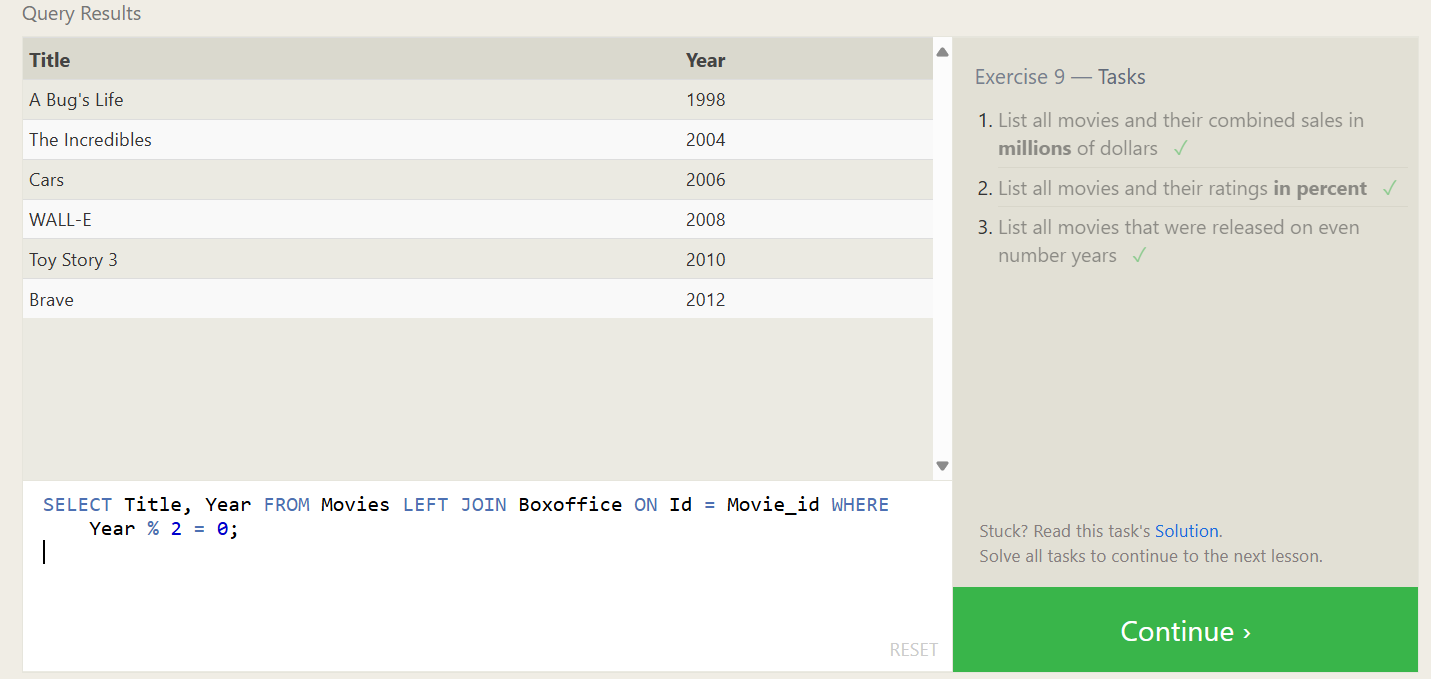 Query Results
Title Year
A Bug's Life 1998
The Incredibles 2004
Cars 2006
WALL-E 2008
Toy Story 3 2010
Brave 2012
SELECT Title, Year FROM Movies LEFT JOIN Boxoffice ON Id = Movie_id WHERE
Year % 2 = 0;
RESET
Exercise 9 — Tasks
1. List all movies and their combined sales in
millions of dollars ✓
2. List all movies and their ratings in percent ✓
3. List all movies that were released on even
number years ✓
Stuck? Read this task's Solution.
Solve all tasks to continue to the next lesson.
Continue ›